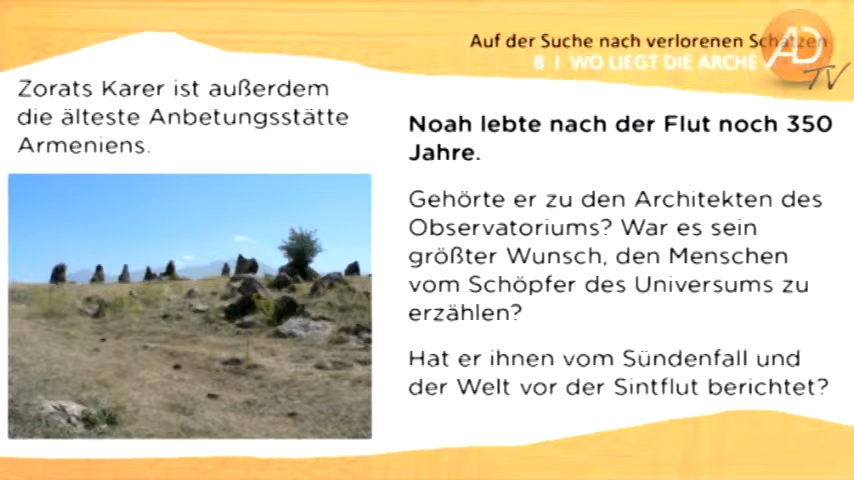 Auf der Suche nach verlorenen Schätzen
8 | WO LIEGT DIE ARCHE
AD
TV
Zorats Karer ist außerdem
die älteste Anbetungsstätte
Armeniens.
Noah lebte nach der Flut noch 350
Jahre.
Gehörte er zu den Architekten des
Observatoriums? War es sein
größter Wunsch, den Menschen
vom Schöpfer des Universums zu
erzählen?
Hat er ihnen vom Sündenfall und
der Welt vor der Sintflut berichtet?